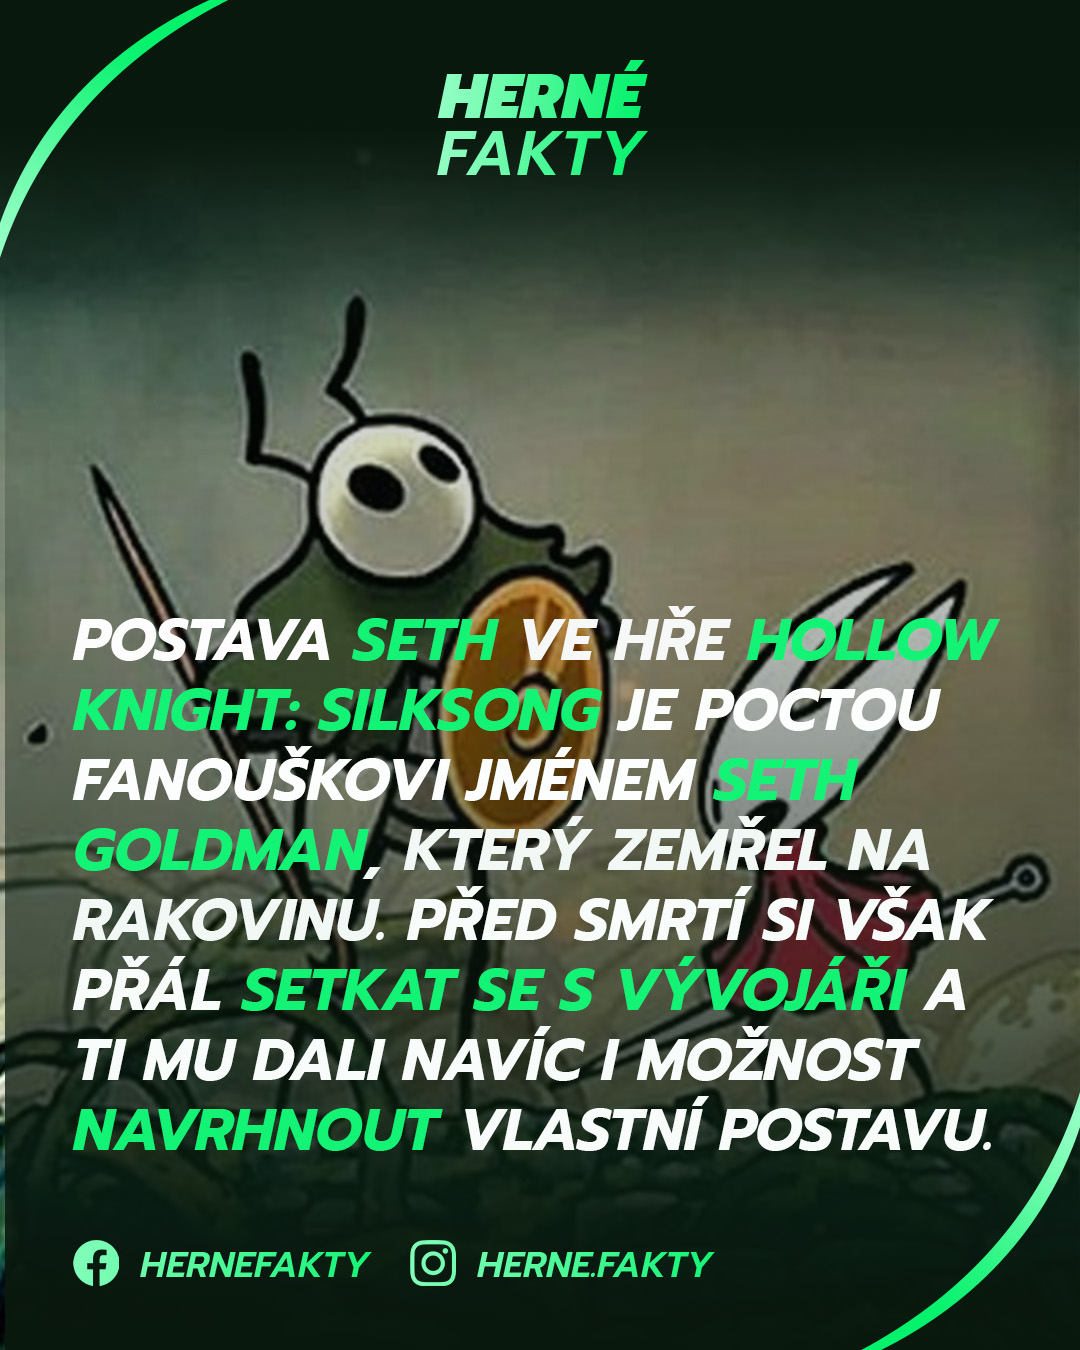 HERNÉ
FAKTY
POSTAVA SETH VE HŘE HOLLOW
KNIGHT: SILKSONG JE POCTOU
FANOUŠKOVI JMÉNEM SETH
GOLDMAN, KTERÝ ZEMŘEL NA
RAKOVINU. PŘED SMRTÍ SI VŠAK
PŘÁL SETKAT SE S VÝVOJÁŘI A
TI MU DALI NAVÍC I MOŽNOST
NAVRHNOUT VLASTNÍ POSTAVU.
HERNEFAKTY HERNE.FAKTY